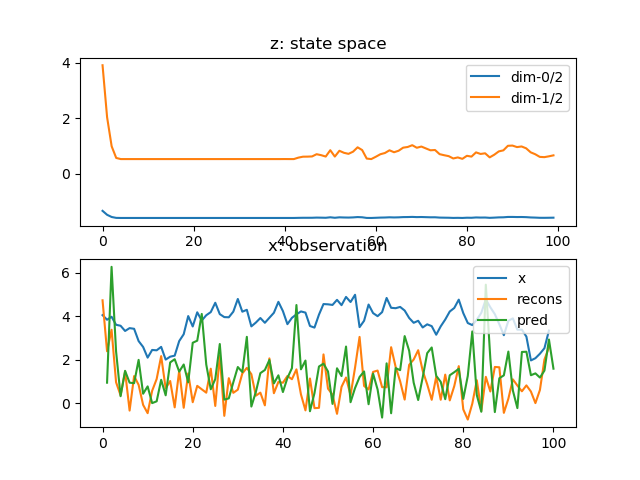 z: state space
4
2
0
dim-0/2
dim-1/2
0 20 40 60 80 100
x: observation
6
4
2
0
x
recons
pred
0 20 40 60 80 100